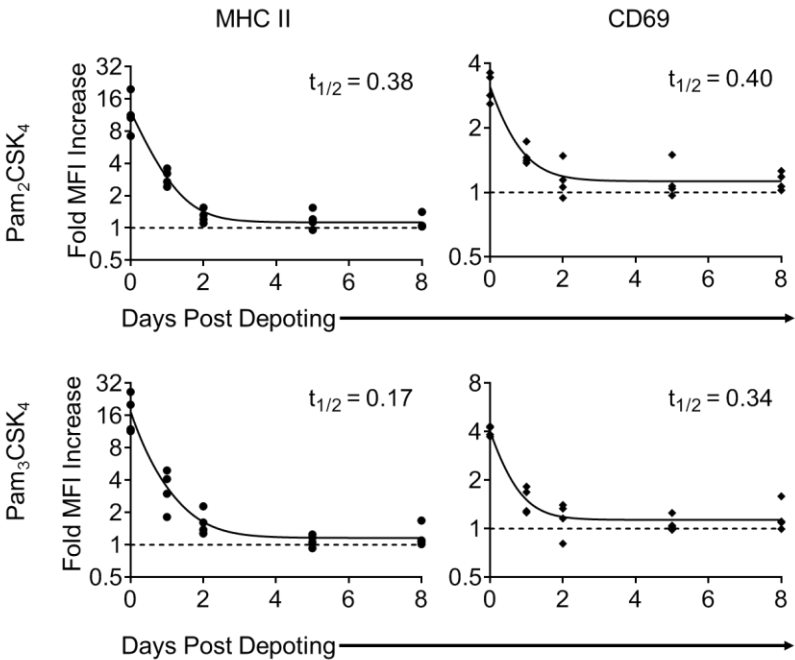 MHC II
CD69
Pam₂CSK₄
Fold MFI Increase
32
16
8
4
2
1
0.5
t₁/₂ = 0.38
0 2 4 6 8
4
2
1
0.5
t₁/₂ = 0.40
0 2 4 6 8
Days Post Depoting
Pam₃CSK₄
Fold MFI Increase
32
16
8
4
2
1
0.5
t₁/₂ = 0.17
0 2 4 6 8
8
4
2
1
0.5
t₁/₂ = 0.34
0 2 4 6 8
Days Post Depoting